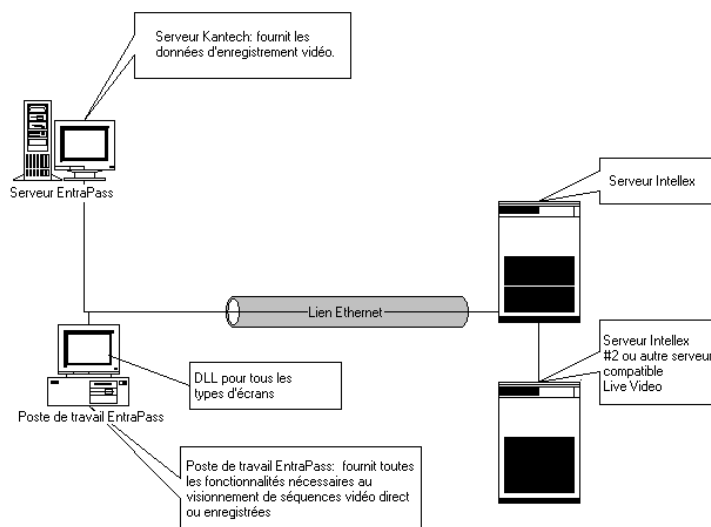 Serveur Kantech: fournit les
données d'enregistrement vidéo.
Serveur EntraPass
Serveur Intellex
Lien Ethernet
Serveur Intellex
#2 ou autre serveur
compatible
Live Video
DLL pour tous les
types d'écrans
Poste de travail EntraPass
Poste de travail EntraPass: fournit toutes
les fonctionnalités nécessaires au
visionnement de séquences vidéo direct
ou enregistrées